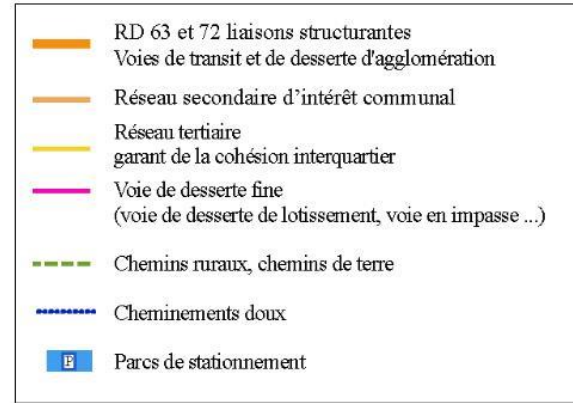 RD 63 et 72 liaisons structurantes
Voies de transit et de desserte d'agglomération
Réseau secondaire d’intérêt communal
Réseau tertiaire
garant de la cohésion interquartier
Voie de desserte fine
(voie de desserte de lotissement, voie en impasse ...)
Chemins ruraux, chemins de terre
Cheminements doux
P Parcs de stationnement